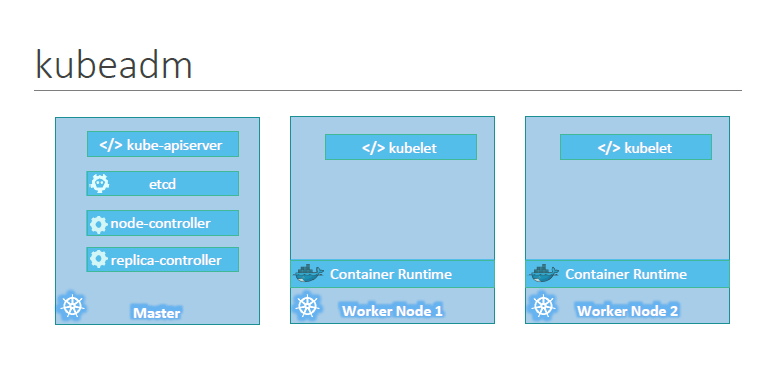 kubeadm
</> kube-apiserver
etcd
node-controller
replica-controller
Master
</> kubelet
Container Runtime
Worker Node 1
</> kubelet
Container Runtime
Worker Node 2